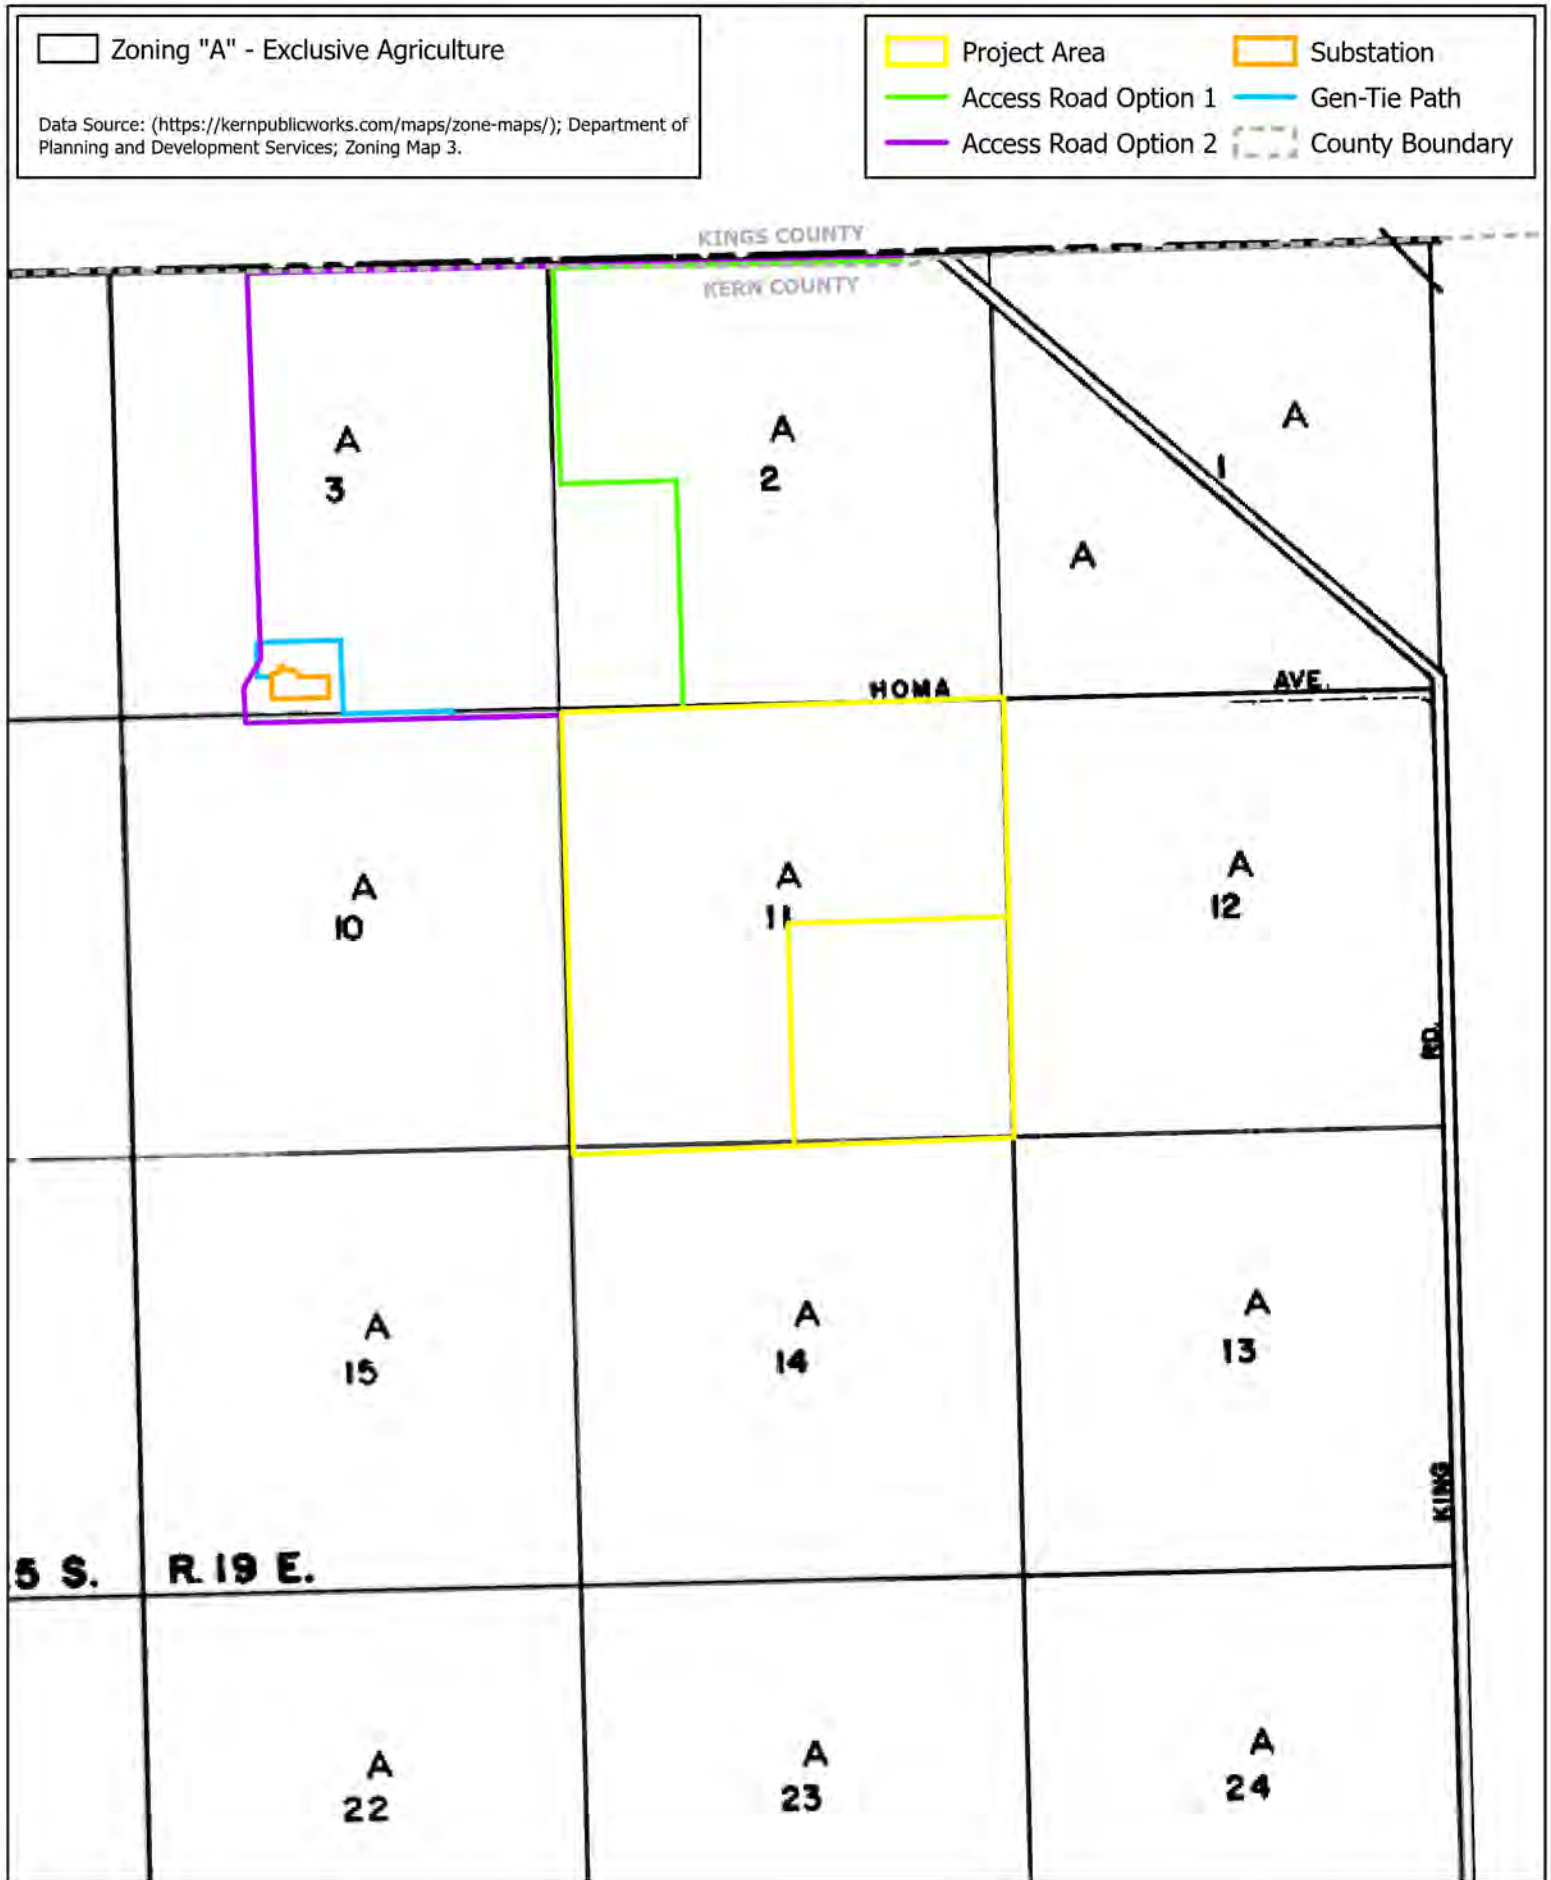 Zoning "A" - Exclusive Agriculture
Data Source: (https://kernpublicworks.com/maps/zone-maps/); Department of
Planning and Development Services; Zoning Map 3.
Project Area
Substation
Access Road Option 1
Gen-Tie Path
Access Road Option 2
County Boundary
KINGS COUNTY
KERN COUNTY
A
3
A
2
A
1
A
HOMA AVE.
A
10
A
11
A
12
RD.
A
15
A
14
A
13
KING
5 S. R. 19 E.
A
22
A
23
A
24